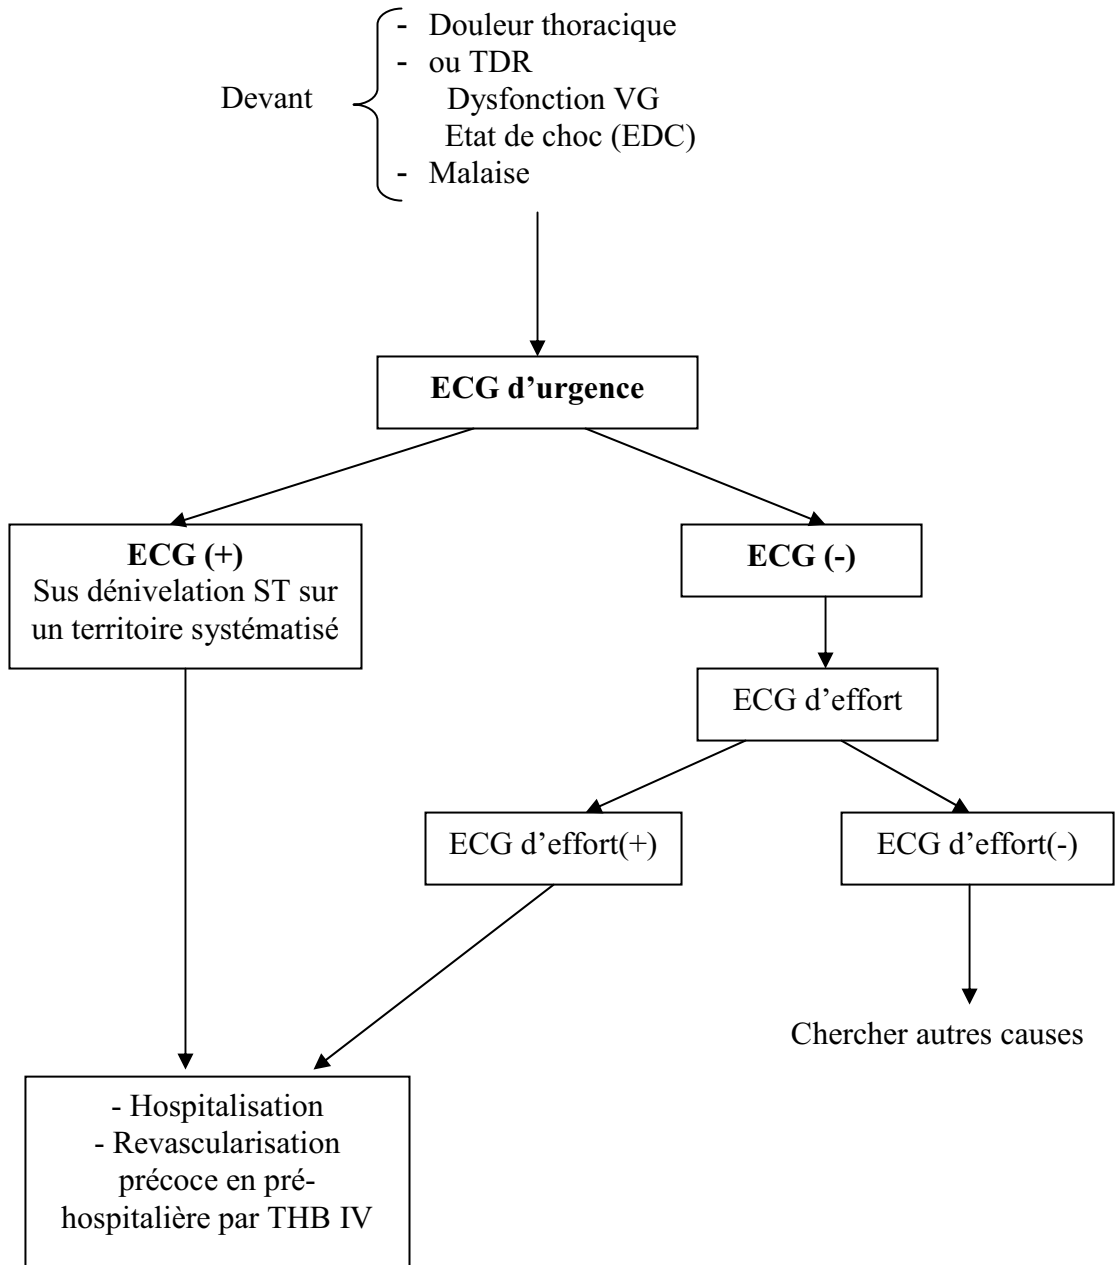 - Douleur thoracique
- ou TDR
Devant
Dysfonction VG
Etat de choc (EDC)
- Malaise
ECG d’urgence
ECG (+)
Sus dénivelation ST sur
un territoire systématisé
ECG (-)
ECG d’effort
ECG d’effort(+)
ECG d’effort(-)
Chercher autres causes
- Hospitalisation
- Revascularisation
précoce en pré-
hospitalière par THB IV